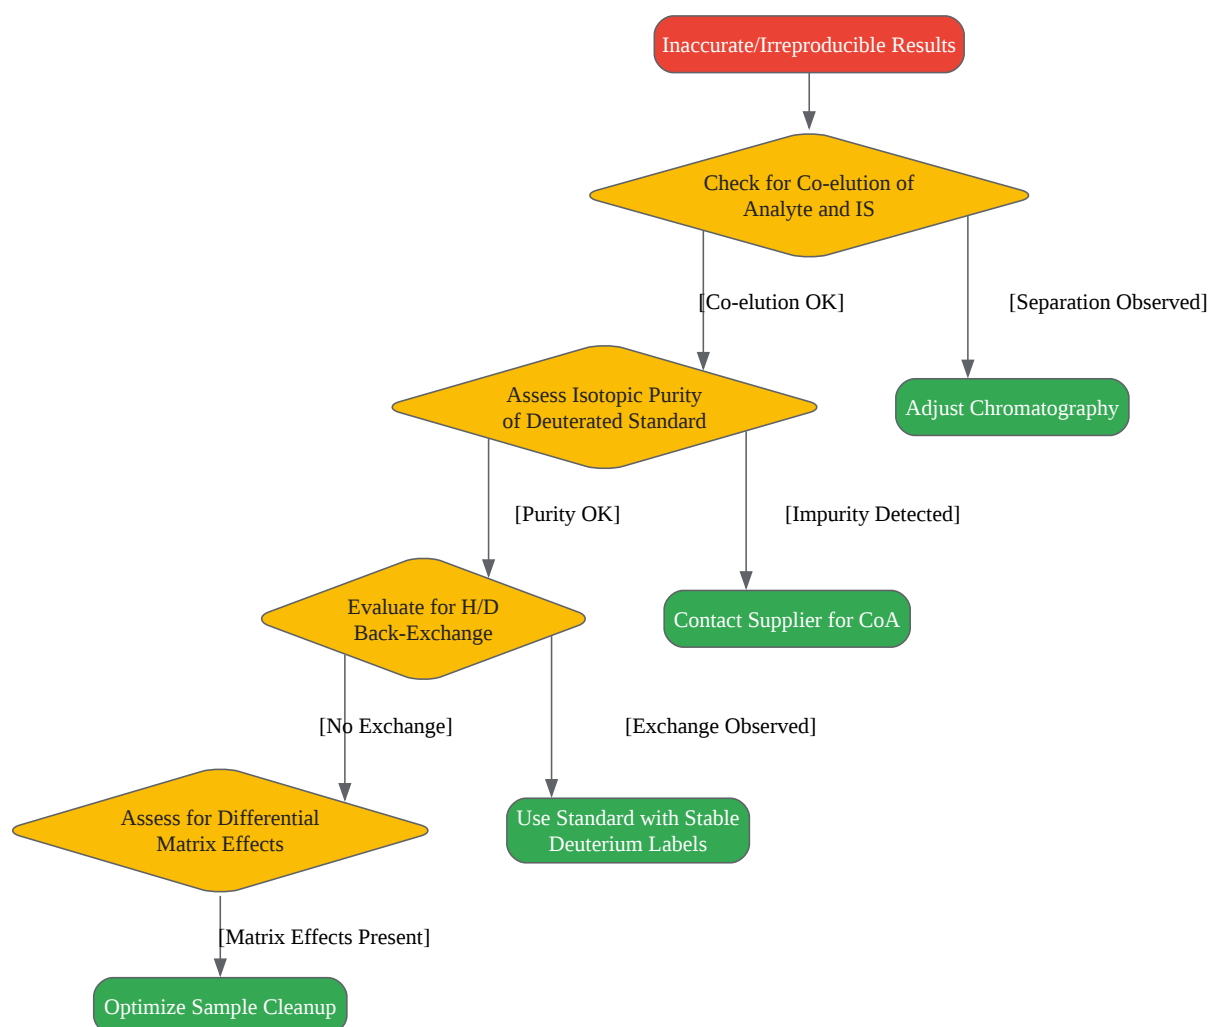 Inaccurate/Irreproducible Results
Check for Co-elution of
Analyte and IS
[Co-elution OK]
[Separation Observed]
Assess Isotopic Purity
of Deuterated Standard
Adjust Chromatography
[Purity OK]
[Impurity Detected]
Evaluate for H/D
Back-Exchange
Contact Supplier for CoA
[No Exchange]
[Exchange Observed]
Assess for Differential
Matrix Effects
Use Standard with Stable
Deuterium Labels
[Matrix Effects Present]
Optimize Sample Cleanup